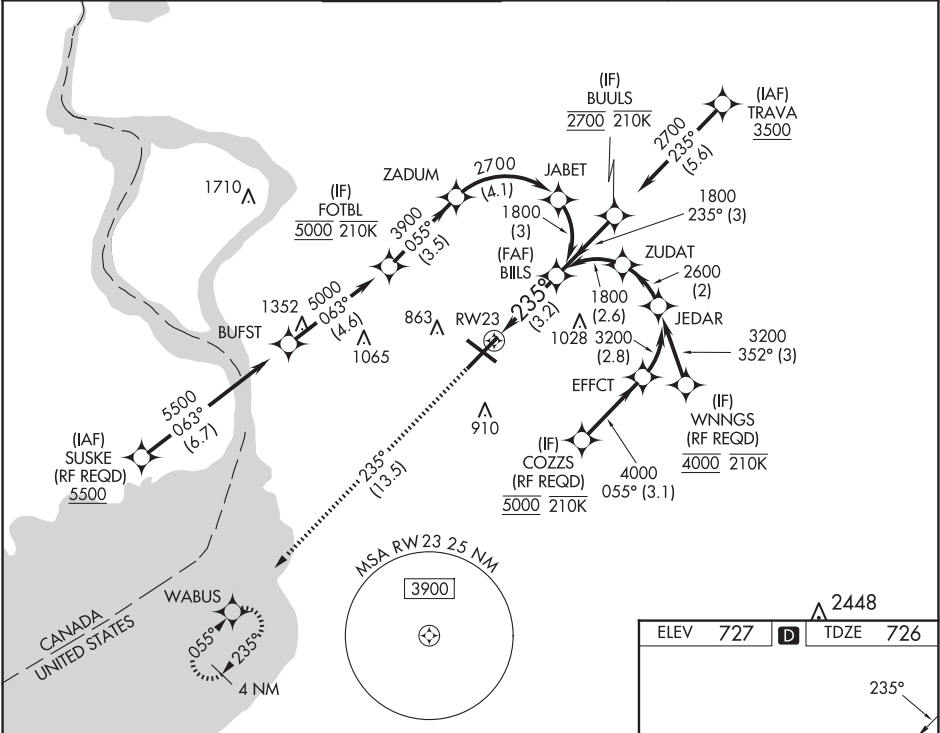 (IF)
BUULS
2700 210K
(IAF)
TRAVA
3500
2700
235°
(5.6)
ZADUM
2700
(4.1)
JABET
1710
(IF)
FOTBL
5000 210K
3900
055°
(3.5)
1800
(3)
1800
235° (3)
(FAF)
BIILS
ZUDAT
2600
(2)
1352
5000
063°
(4.6)
BUFST
1065
863
RW23
235°
(3.2)
1028
1800
(2.6)
JEDAR
3200
(2.8)
3200
352° (3)
EFFCT
5500
063°
(6.7)
(IAF)
SUSKE
(RF REQD)
5500
910
(IF)
WNNGS
(RF REQD)
4000 210K
(IF)
COZZS
(RF REQD)
5000 210K
4000
055° (3.1)
235°
(13.5)
MSA RW23 25 NM
3900
WABUS
055°
235°
4 NM
CANADA
UNITED STATES
2448
ELEV 727 D TDZE 726
235°